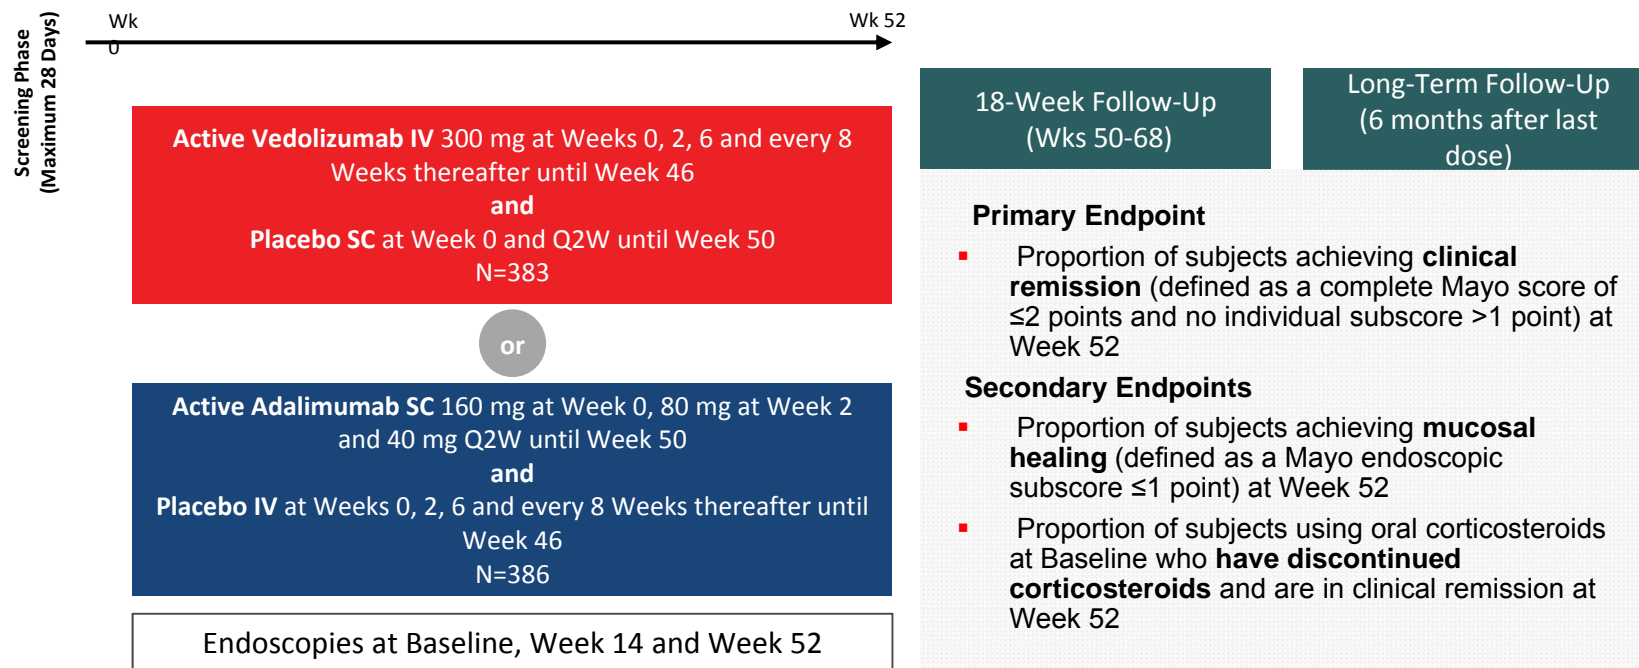 Screening Phase
(Maximum 28 Days)
Wk
0
Wk 52
Active Vedolizumab IV 300 mg at Weeks 0, 2, 6 and every 8
Weeks thereafter until Week 46
and
Placebo SC at Week 0 and Q2W until Week 50
N=383
or
Active Adalimumab SC 160 mg at Week 0, 80 mg at Week 2
and 40 mg Q2W until Week 50
and
Placebo IV at Weeks 0, 2, 6 and every 8 Weeks thereafter until
Week 46
N=386
Endoscopies at Baseline, Week 14 and Week 52
18-Week Follow-Up
(Wks 50-68)
Long-Term Follow-Up
(6 months after last
dose)
Primary Endpoint
▪ Proportion of subjects achieving clinical
remission (defined as a complete Mayo score of
≤2 points and no individual subscore >1 point) at
Week 52
Secondary Endpoints
▪ Proportion of subjects achieving mucosal
healing (defined as a Mayo endoscopic
subscore ≤1 point) at Week 52
▪ Proportion of subjects using oral corticosteroids
at Baseline who have discontinued
corticosteroids and are in clinical remission at
Week 52